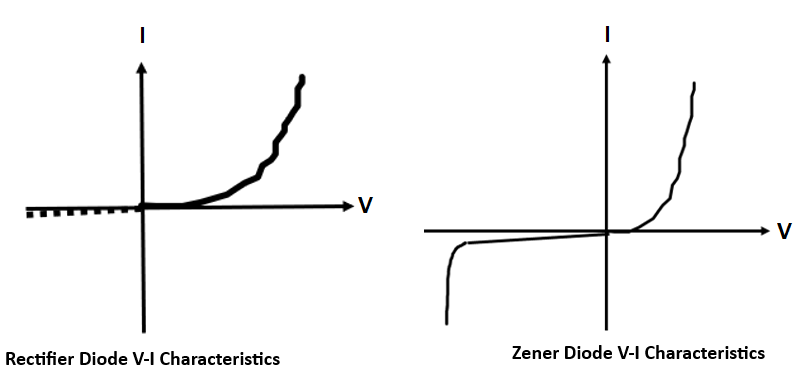 I
V
Rectifier Diode V-I Characteristics
I
V
Zener Diode V-I Characteristics